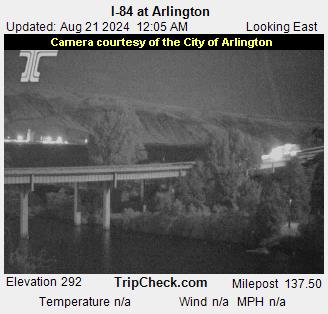 I-84 at Arlington
Updated: Aug 21 2024 12:05 AM Looking East
Camera courtesy of the City of Arlington
Elevation 292 TripCheck.com Milepost 137.50
Temperature n/a Wind n/a MPH n/a